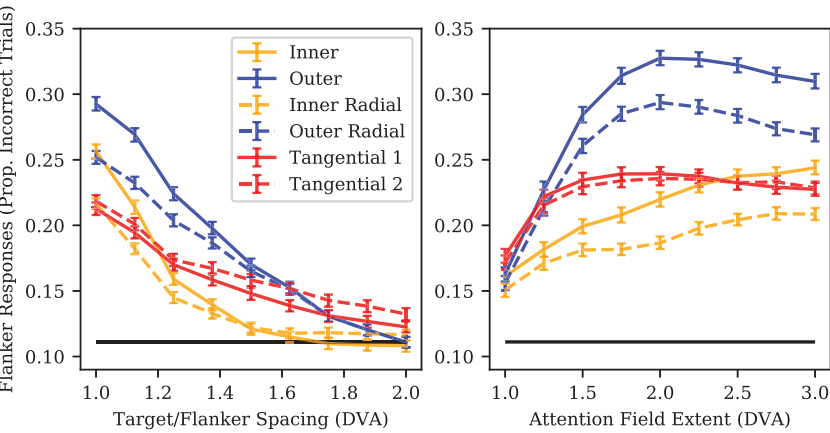 Flanker Responses (Prop. Incorrect Trials)
0.35
0.30
0.25
0.20
0.15
0.10
Inner
Outer
Inner Radial
Outer Radial
Tangential 1
Tangential 2
1.0 1.2 1.4 1.6 1.8 2.0
Target/Flanker Spacing (DVA)
0.35
0.30
0.25
0.20
0.15
0.10
1.0 1.5 2.0 2.5 3.0
Attention Field Extent (DVA)